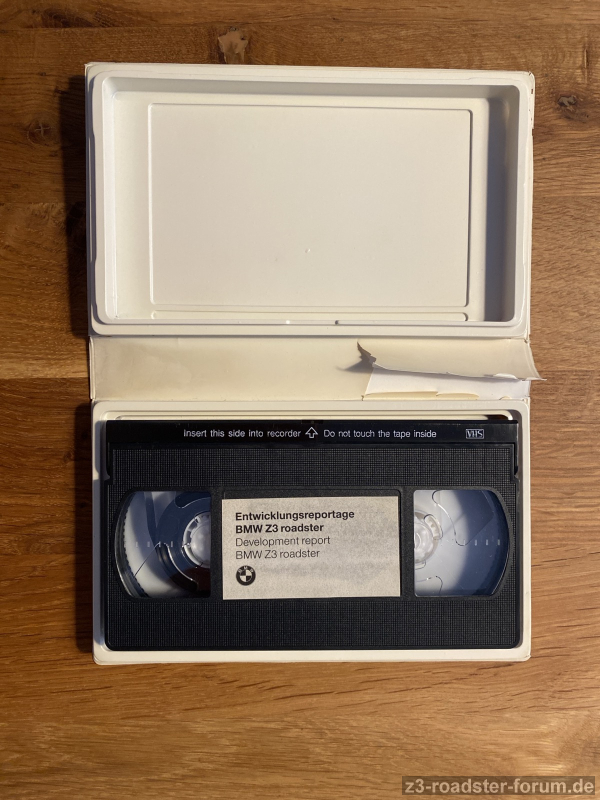 Insert this side into recorder ⇧ Do not touch the tape inside VHS
Entwicklungsreportage
BMW Z3 roadster
Development report
BMW Z3 roadster
z3-roadster-forum.de